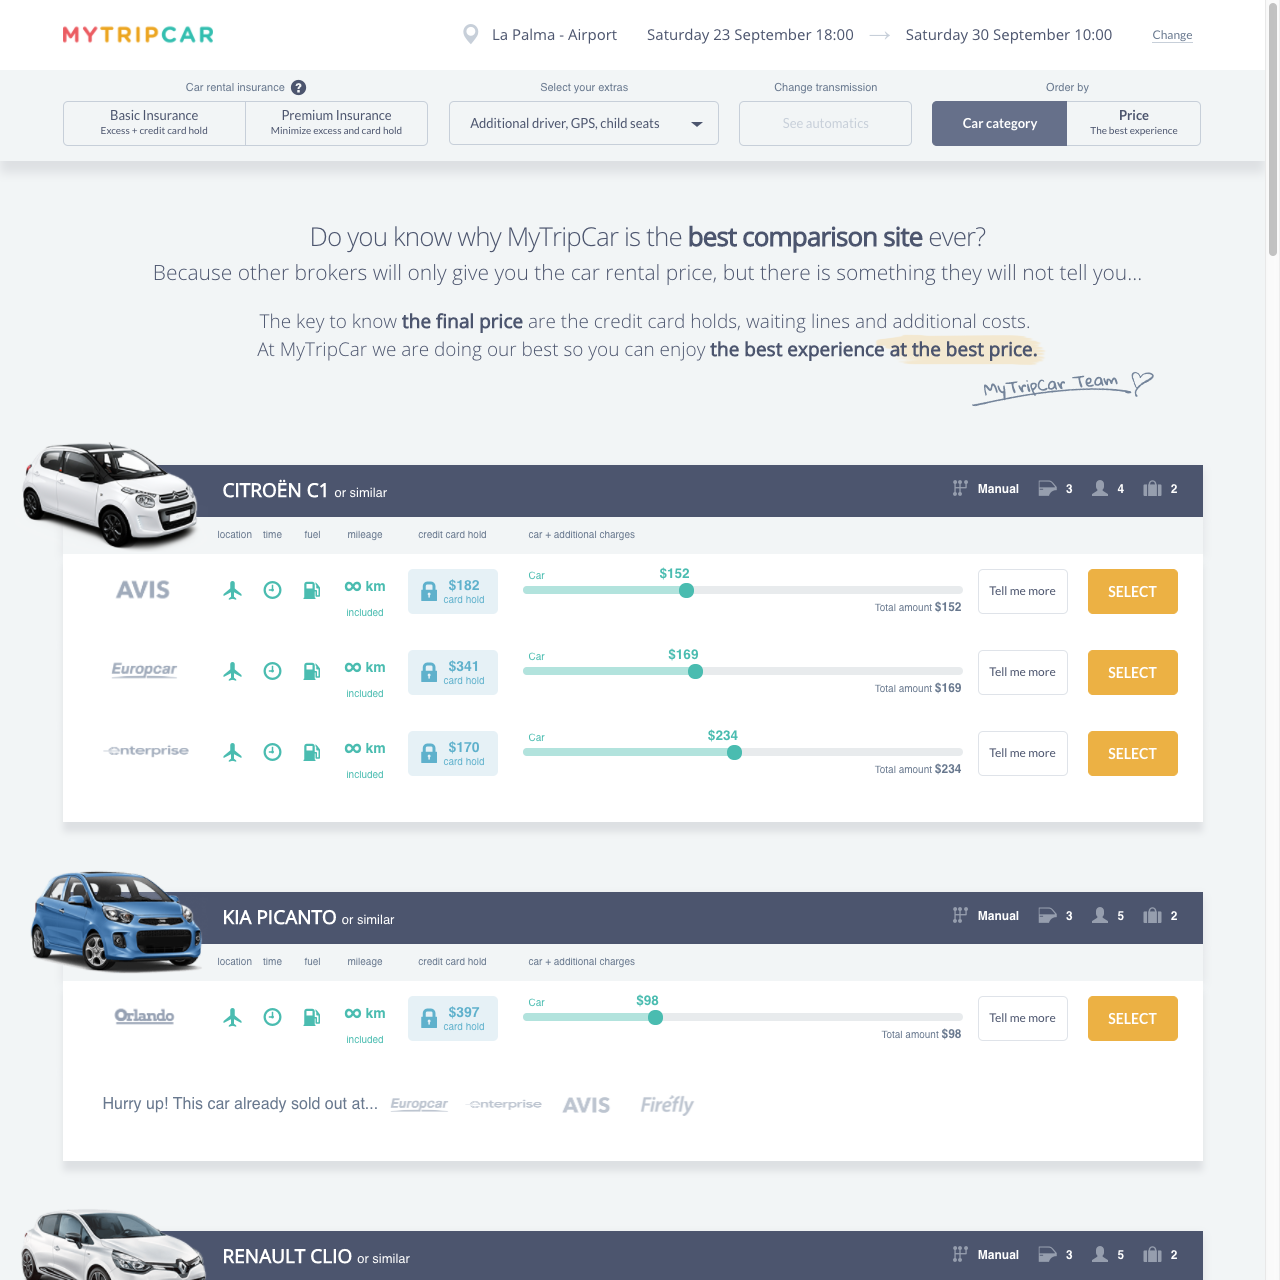 MYTRIPCAR
La Palma - Airport Saturday 23 September 18:00 Saturday 30 September 10:00 Change
Car rental insurance ? Select your extras Change transmission Order by
Basic Insurance Premium Insurance Additional driver, GPS, child seats See automatics Car category Price
Excess + credit card hold Minimize excess and card hold The best experience
Do you know why MyTripCar is the best comparison site ever?
Because other brokers will only give you the car rental price, but there is something they will not tell you...
The key to know the final price are the credit card holds, waiting lines and additional costs.
At MyTripCar we are doing our best so you can enjoy the best experience at the best price.
MyTripCar Team
CITROËN C1 or similar Manual 3 4 2
location time fuel mileage credit card hold car + additional charges
AVIS ∞ km included $182 card hold Car $152 Total amount $152 Tell me more SELECT
Europcar ∞ km included $341 card hold Car $169 Total amount $169 Tell me more SELECT
enterprise ∞ km included $170 card hold Car $234 Total amount $234 Tell me more SELECT
KIA PICANTO or similar Manual 3 5 2
location time fuel mileage credit card hold car + additional charges
Orlando ∞ km included $397 card hold Car $98 Total amount $98 Tell me more SELECT
Hurry up! This car already sold out at... Europcar enterprise AVIS Firefly
RENAULT CLIO or similar Manual 3 5 2